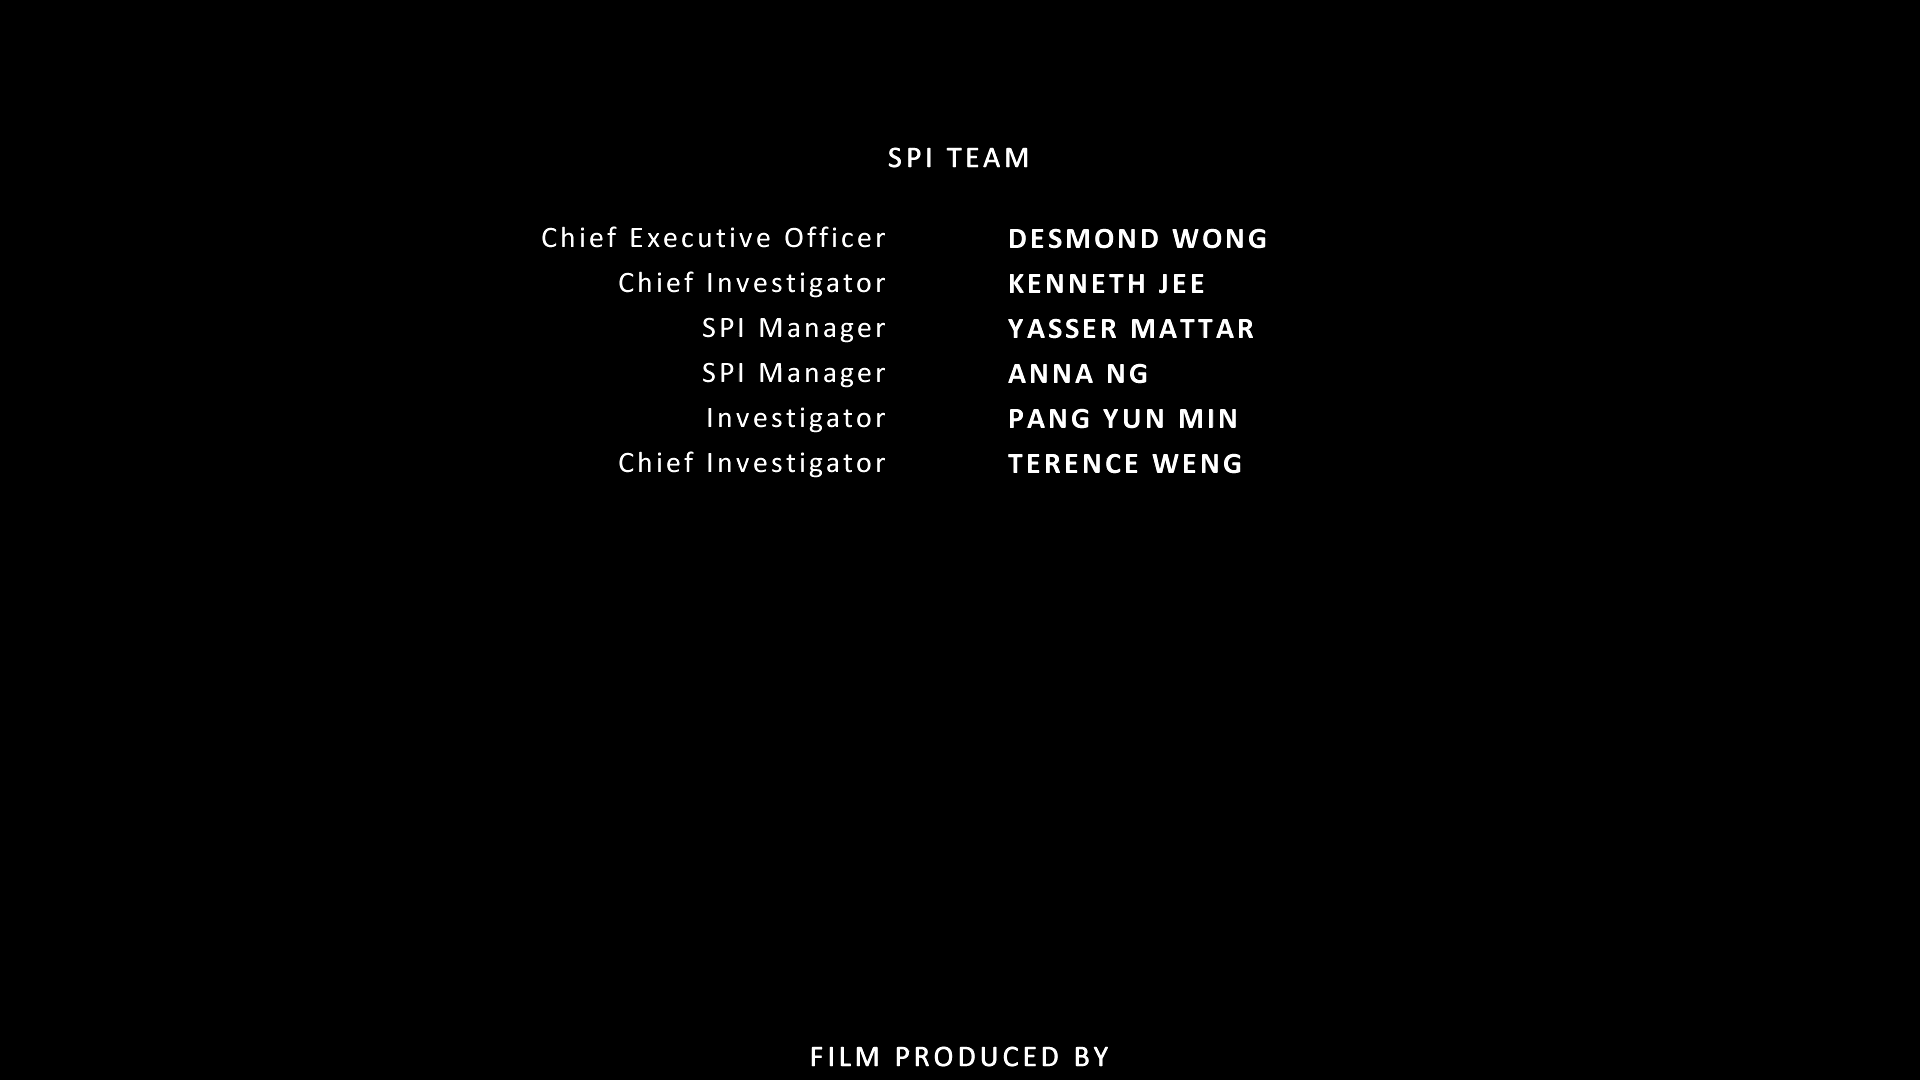 SPI TEAM
Chief Executive Officer DESMOND WONG
Chief Investigator KENNETH JEE
SPI Manager YASSER MATTAR
SPI Manager ANNA NG
Investigator PANG YUN MIN
Chief Investigator TERENCE WENG
FILM PRODUCED BY